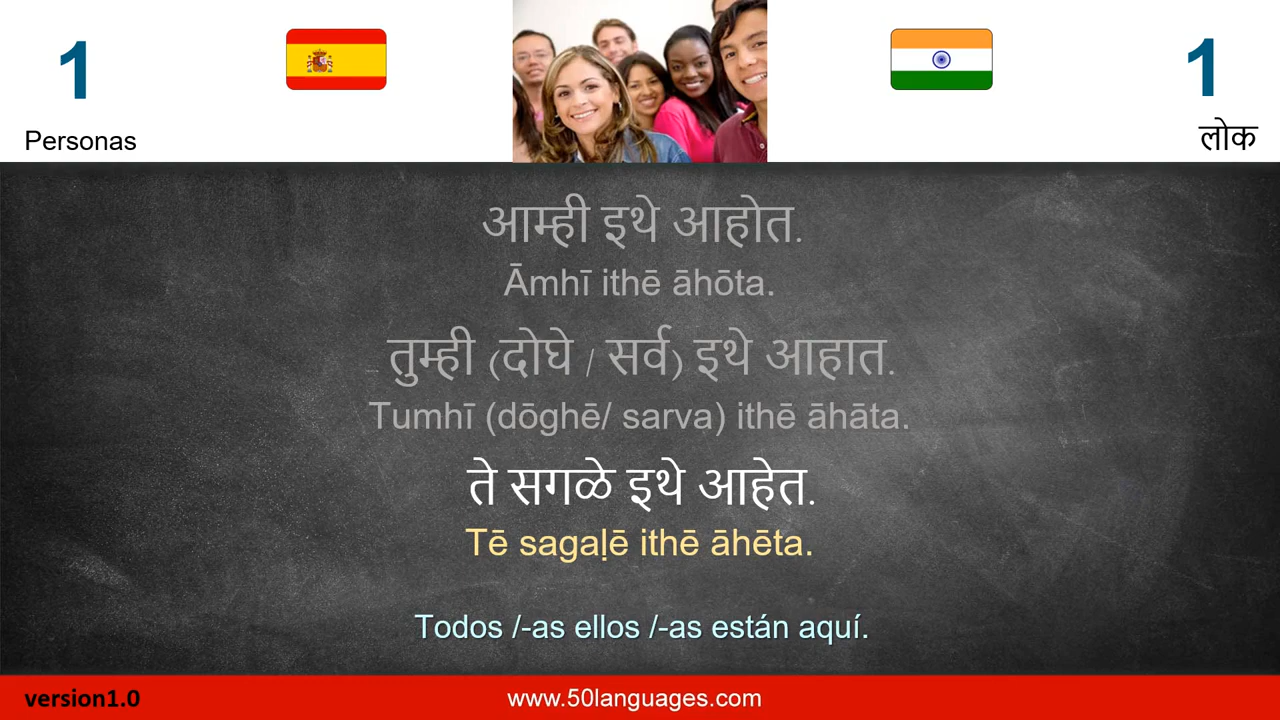 1
1
Personas
लोक
आम्ही इथे आहोत.
Āmhī ithē āhōta.
तुम्ही (दोघे / सर्व) इथे आहात.
Tumhī (dōghē/ sarva) ithē āhāta.
ते सगळे इथे आहेत.
Tē sagaḷē ithē āhēta.
Todos /-as ellos /-as están aquí.
version1.0
www.50languages.com